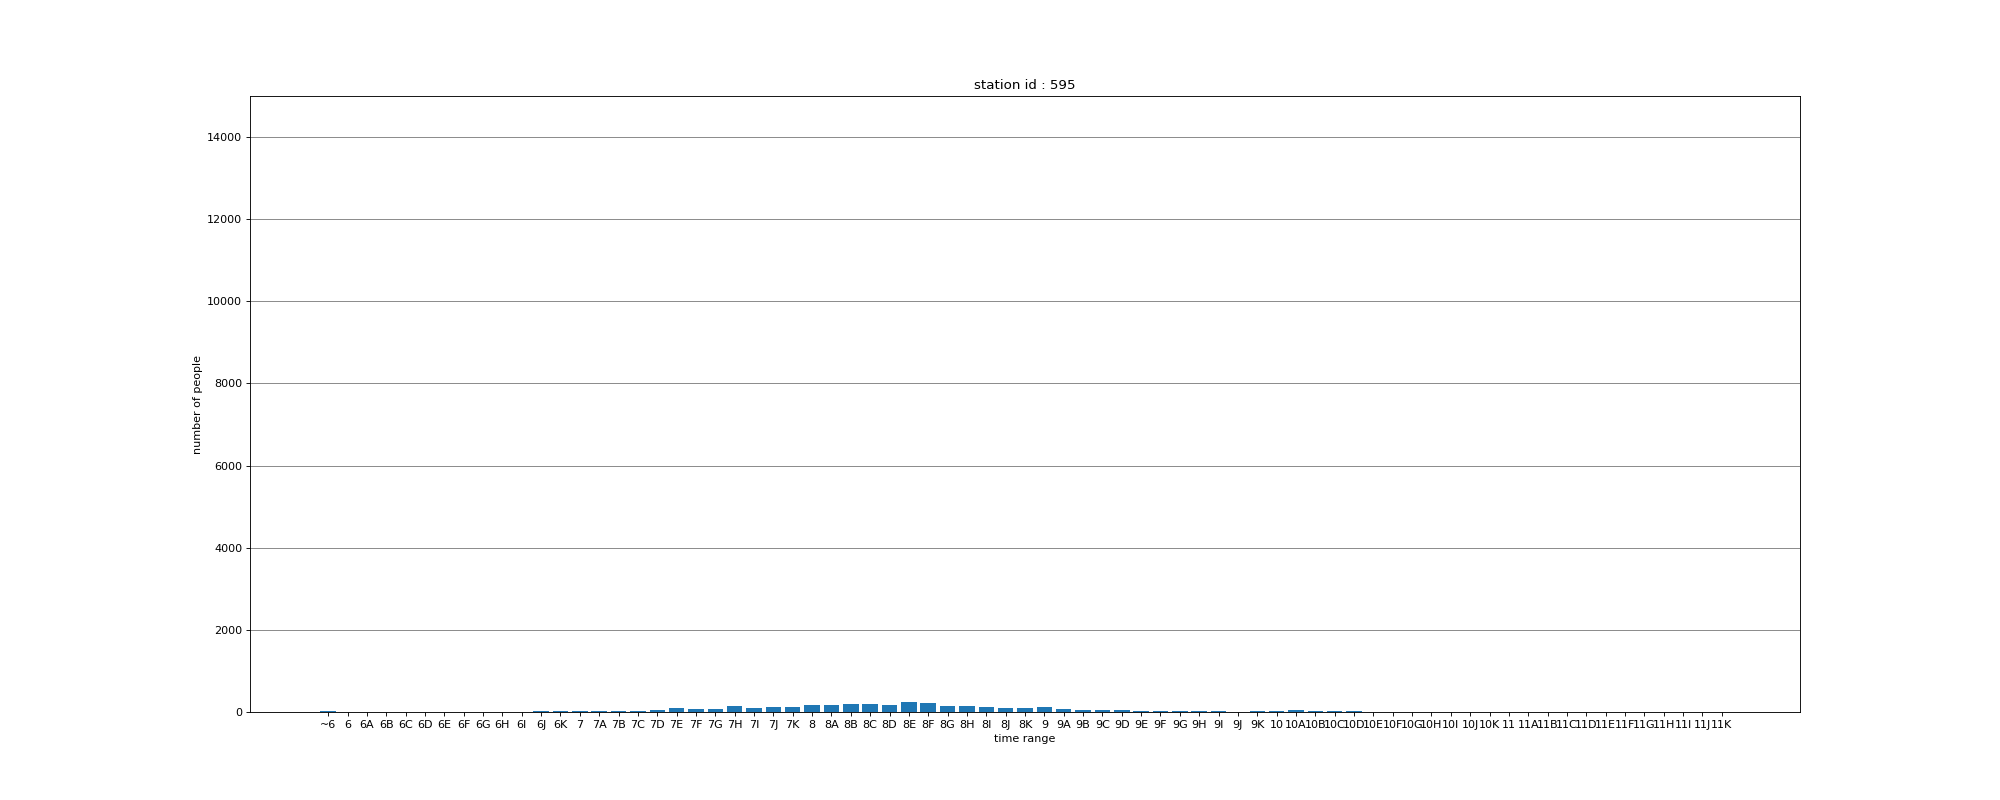 station id : 595
14000
12000
10000
8000
6000
4000
2000
0
number of people
~6 6 6A 6B 6C 6D 6E 6F 6G 6H 6I 6J 6K 7 7A 7B 7C 7D 7E 7F 7G 7H 7I 7J 7K 8 8A 8B 8C 8D 8E 8F 8G 8H 8I 8J 8K 9 9A 9B 9C 9D 9E 9F 9G 9H 9I 9J 9K 10 10A 10B 10C 10D 10E 10F 10G 10H 10I 10J 10K 11 11A 11B 11C 11D 11E 11F 11G 11H 11I 11J 11K
time range